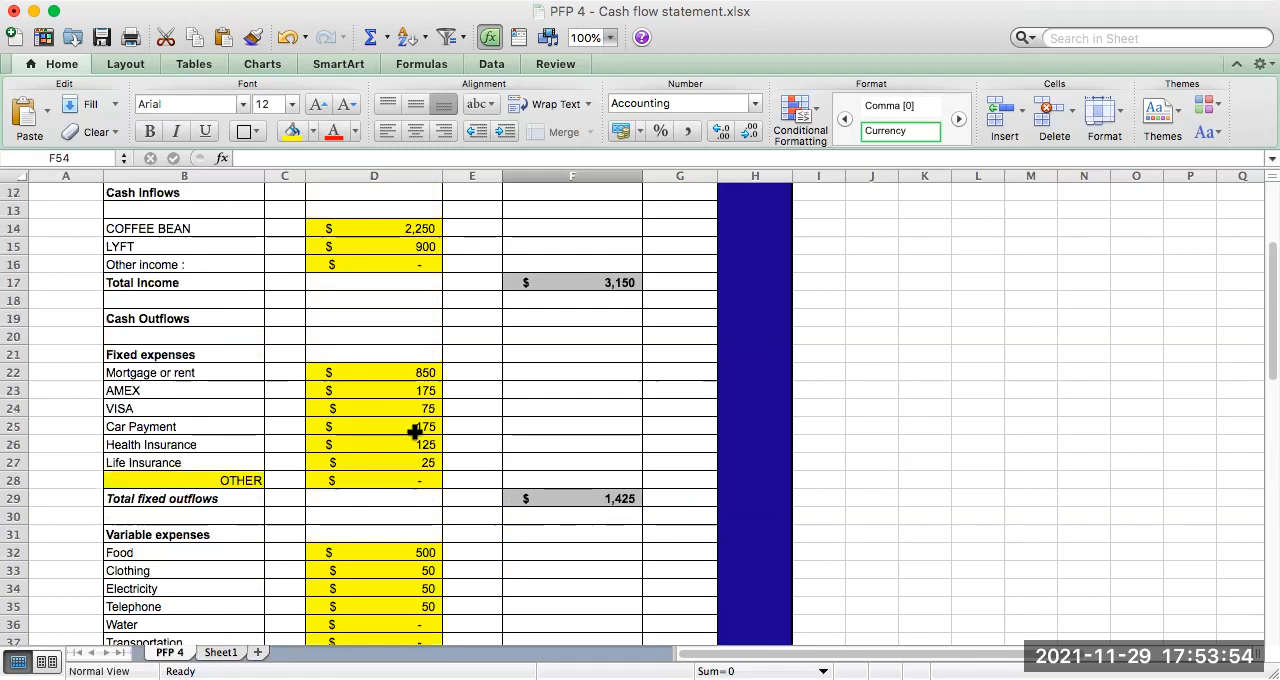 PFP 4 - Cash flow statement.xlsx
100% Search in Sheet
Home Layout Tables Charts SmartArt Formulas Data Review
Edit Font Alignment Number Format Cells Themes
Fill Arial 12 A A abc Wrap Text Accounting Comma [0]
Paste Clear B I U A Merge % Conditional Formatting Currency Insert Delete Format Themes Aa
F54 fx
A B C D E F G H I J K L M N O P Q
12 Cash Inflows
13
14 COFFEE BEAN $ 2,250
15 LYFT $ 900
16 Other income : $ -
17 Total Income $ 3,150
18
19 Cash Outflows
20
21 Fixed expenses
22 Mortgage or rent $ 850
23 AMEX $ 175
24 VISA $ 75
25 Car Payment $ 175
26 Health Insurance $ 125
27 Life Insurance $ 25
28 OTHER $ -
29 Total fixed outflows $ 1,425
30
31 Variable expenses
32 Food $ 500
33 Clothing $ 50
34 Electricity $ 50
35 Telephone $ 50
36 Water $ -
37 Transportation $ -
PFP 4 Sheet1
2021-11-29 17:53:54
Normal View Ready Sum= 0